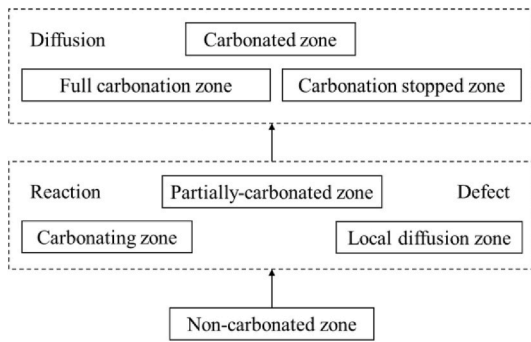 Diffusion
Carbonated zone
Full carbonation zone
Carbonation stopped zone
Reaction
Partially-carbonated zone
Defect
Carbonating zone
Local diffusion zone
Non-carbonated zone